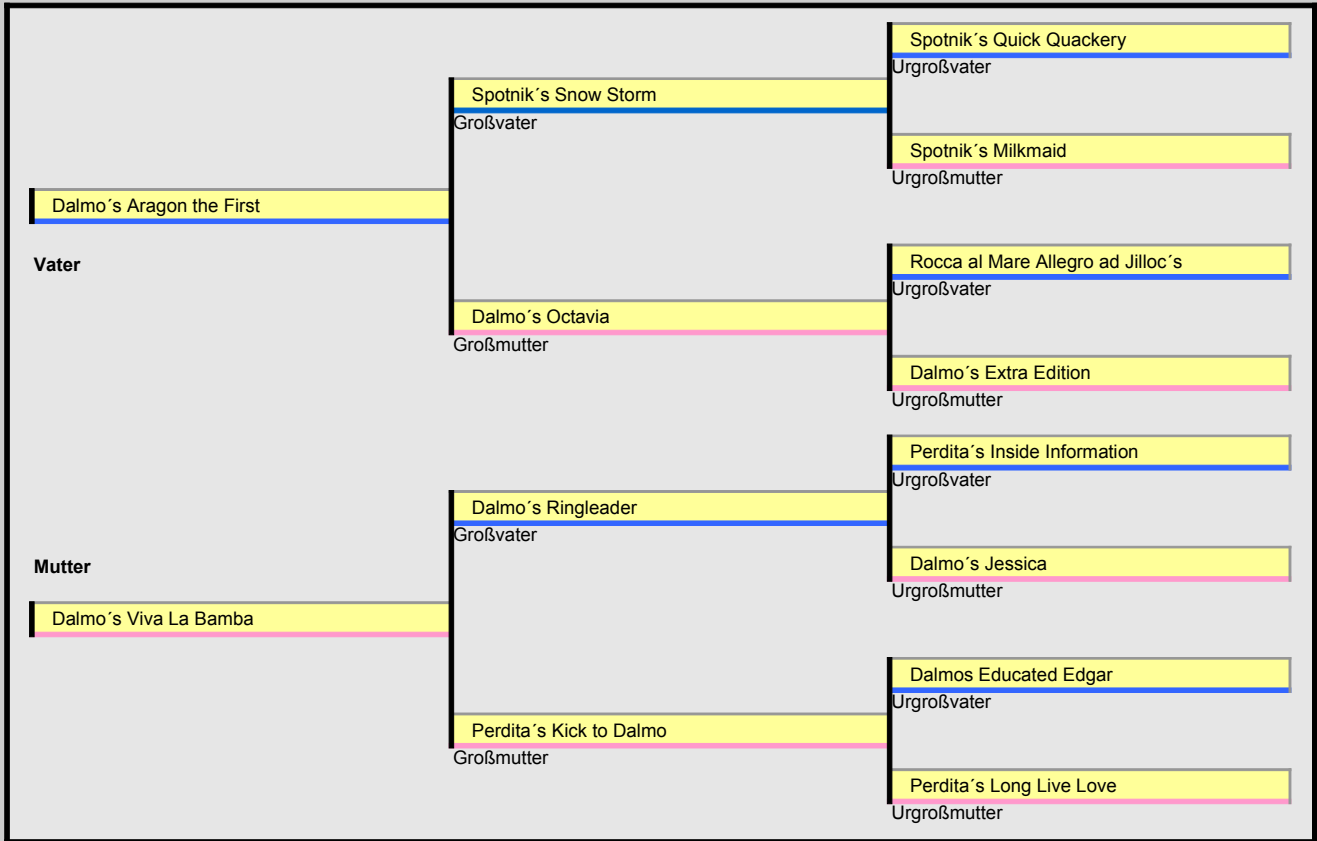 Spotnik´s Quick Quackery
Urgroßvater
Spotnik´s Snow Storm
Großvater
Spotnik´s Milkmaid
Urgroßmutter
Dalmo´s Aragon the First
Vater
Rocca al Mare Allegro ad Jilloc´s
Urgroßvater
Dalmo´s Octavia
Großmutter
Dalmo´s Extra Edition
Urgroßmutter
Perdita´s Inside Information
Urgroßvater
Dalmo´s Ringleader
Großvater
Dalmo´s Jessica
Urgroßmutter
Mutter
Dalmo´s Viva La Bamba
Dalmos Educated Edgar
Urgroßvater
Perdita´s Kick to Dalmo
Großmutter
Perdita´s Long Live Love
Urgroßmutter